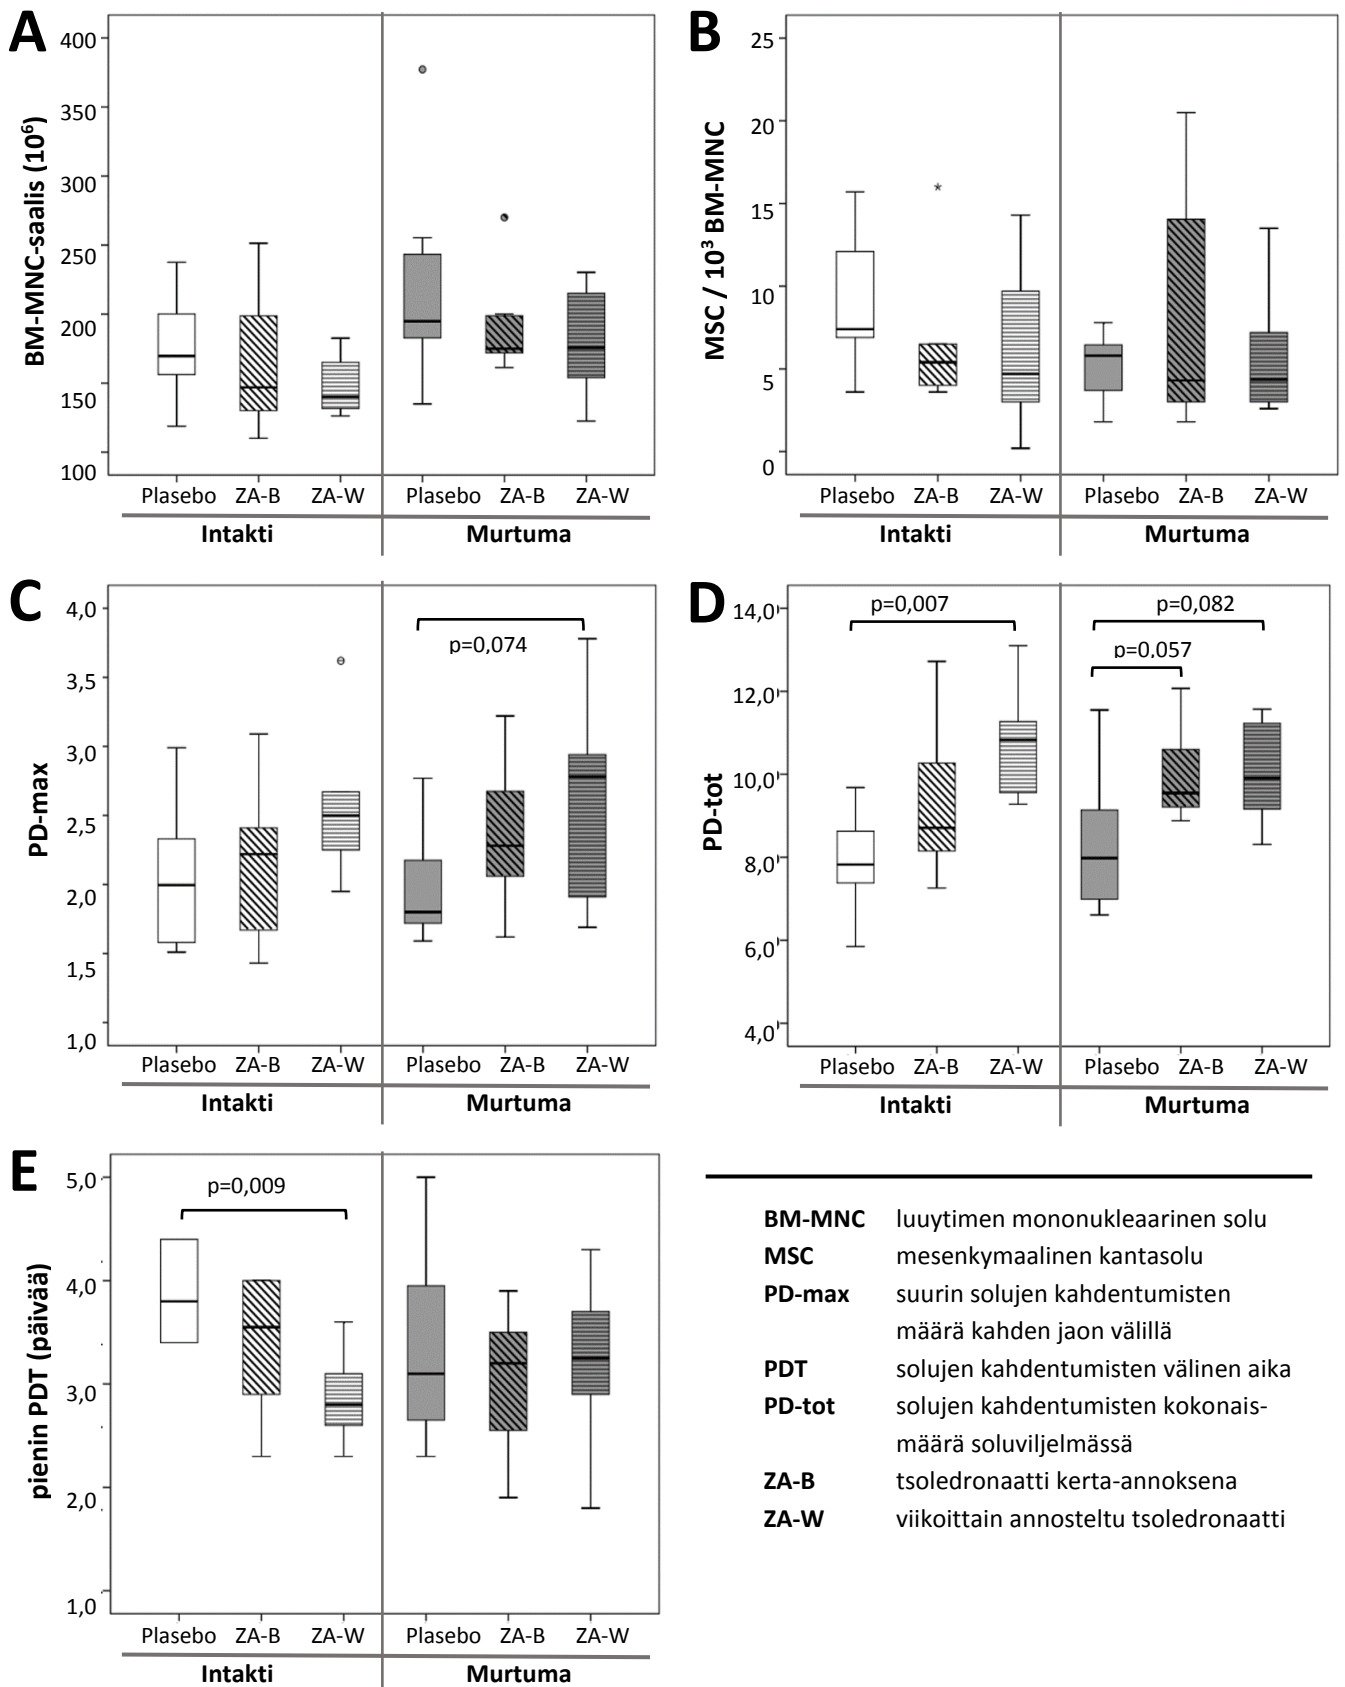 A
BM-MNC-saalis (10⁶)
400
350
300
250
200
150
100
Plasebo ZA-B ZA-W Plasebo ZA-B ZA-W
Intakti Murtuma
B
MSC / 10³ BM-MNC
25
20
15
10
5
0
Plasebo ZA-B ZA-W Plasebo ZA-B ZA-W
Intakti Murtuma
C
PD-max
4,0
3,5
3,0
2,5
2,0
1,5
1,0
p=0,074
Plasebo ZA-B ZA-W Plasebo ZA-B ZA-W
Intakti Murtuma
D
PD-tot
14,0
12,0
10,0
8,0
6,0
4,0
p=0,007
p=0,082
p=0,057
Plasebo ZA-B ZA-W Plasebo ZA-B ZA-W
Intakti Murtuma
E
pienin PDT (päivää)
5,0
4,0
3,0
2,0
1,0
p=0,009
Plasebo ZA-B ZA-W Plasebo ZA-B ZA-W
Intakti Murtuma
BM-MNC luuytimen mononukleaarinen solu
MSC mesenkymaalinen kantasolu
PD-max suurin solujen kahdentumisten
määrä kahden jaon välillä
PDT solujen kahdentumisten välinen aika
PD-tot solujen kahdentumisten kokonais-
määrä soluviljelmässä
ZA-B tsoledronaatti kerta-annoksena
ZA-W viikoittain annosteltu tsoledronaatti